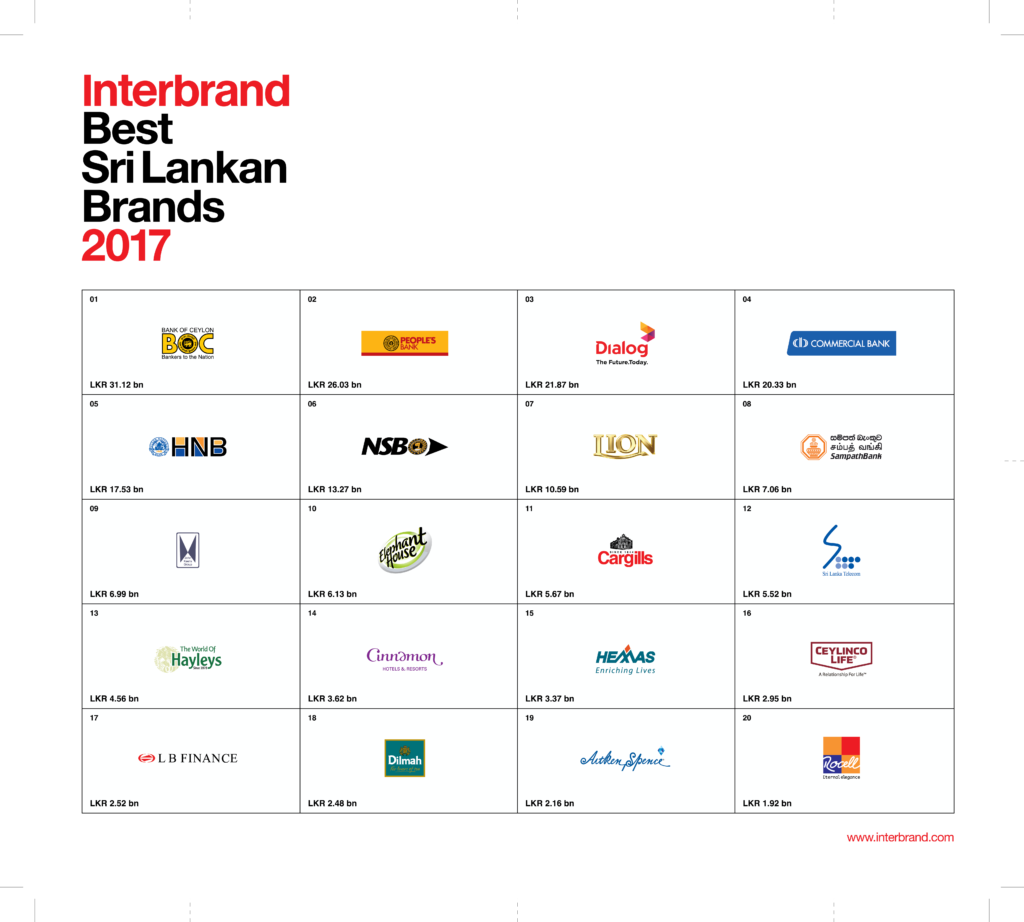 Interbrand
Best
Sri Lankan
Brands
2017
01
BANK OF CEYLON
BOC
Bankers to the Nation
LKR 31.12 bn
02
PEOPLE'S
BANK
LKR 26.03 bn
03
Dialog
The Future.Today.
LKR 21.87 bn
04
COMMERCIAL BANK
LKR 20.33 bn
05
HNB
LKR 17.53 bn
06
NSB
LKR 13.27 bn
07
LION
LKR 10.59 bn
08
සම්පත් බැංකුව
சம்பத் வங்கி
SampathBank
LKR 7.06 bn
09
LKR 6.99 bn
10
Elephant
House
LKR 6.13 bn
11
SINCE 1844
Cargills
LKR 5.67 bn
12
Sri Lanka Telecom
LKR 5.52 bn
13
The World Of
Hayleys
LKR 4.56 bn
14
Cinnamon
HOTELS & RESORTS
LKR 3.62 bn
15
HEMAS
Enriching Lives
LKR 3.37 bn
16
CEYLINCO
LIFE®
A Relationship For Life™
LKR 2.95 bn
17
L B FINANCE
LKR 2.52 bn
18
Dilmah
LKR 2.48 bn
19
Aitken Spence
LKR 2.16 bn
20
Rocell
Eternal elegance
LKR 1.92 bn
www.interbrand.com